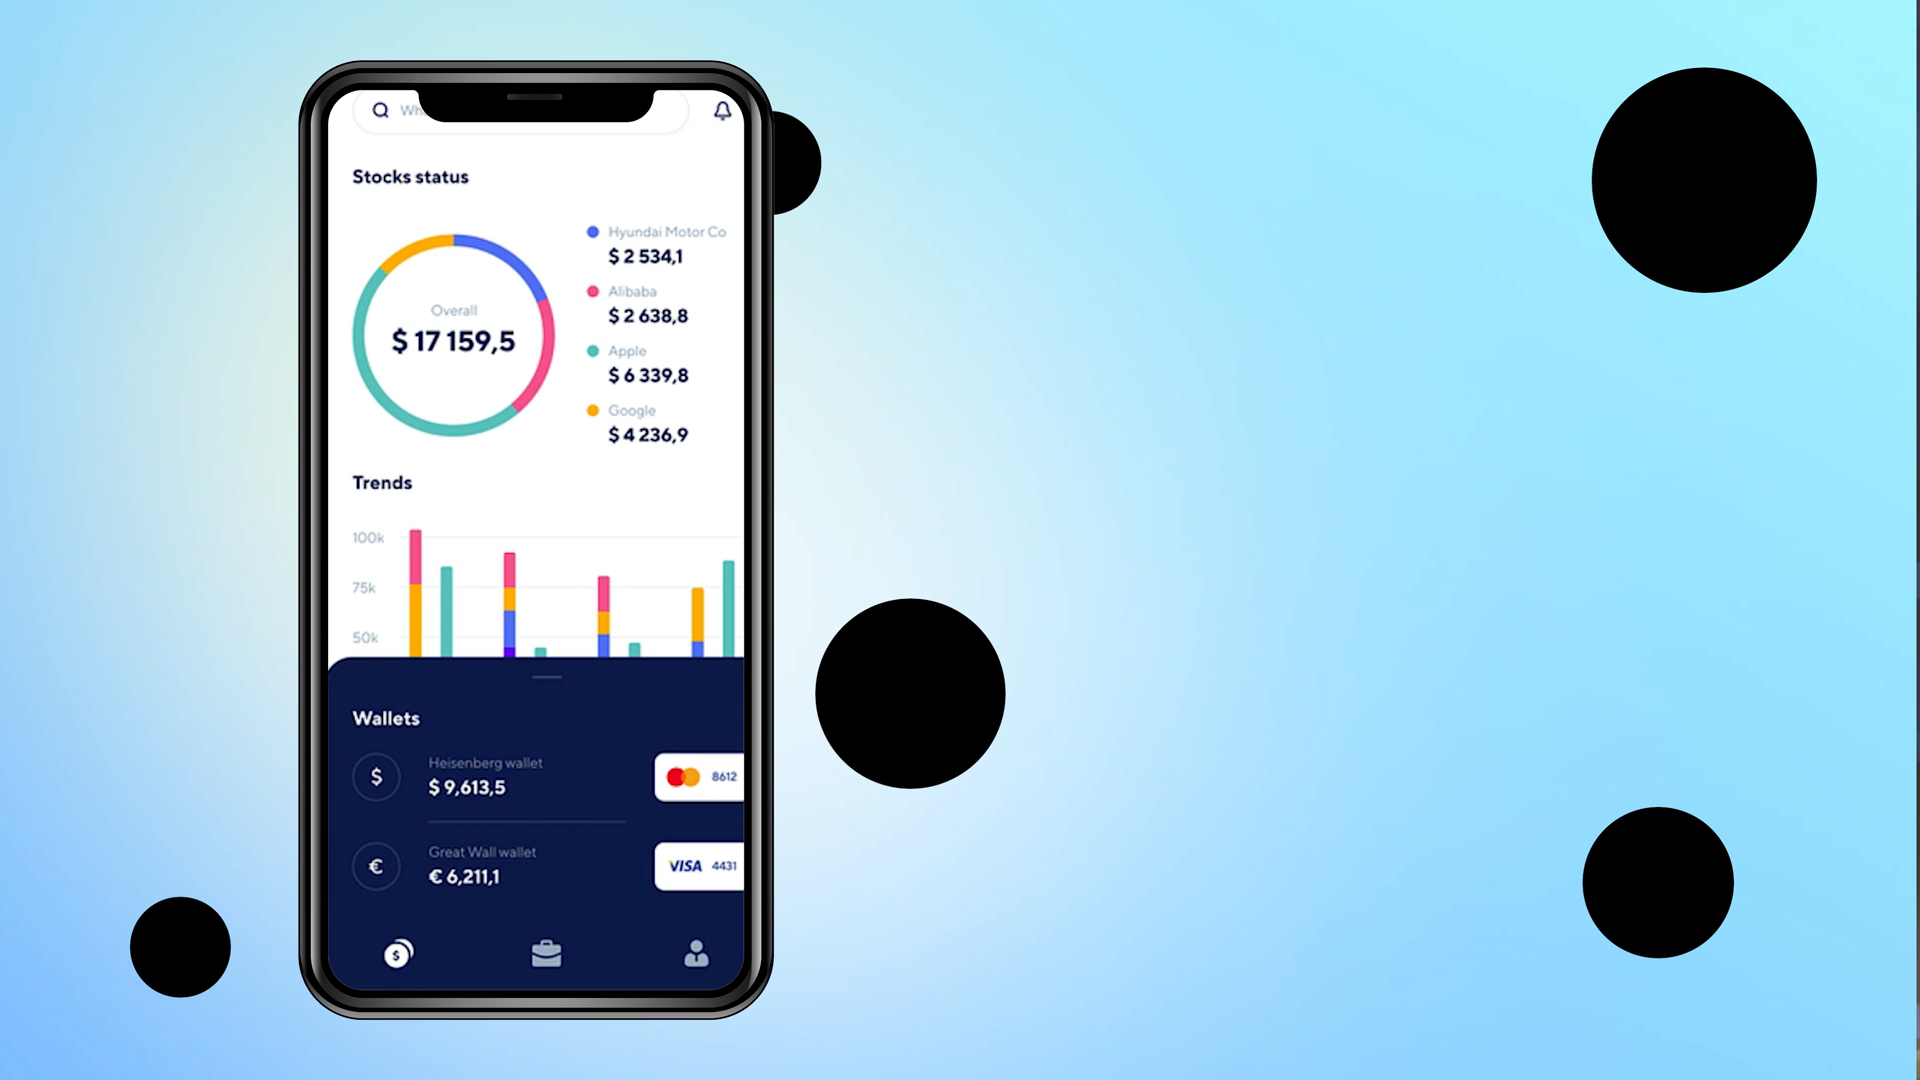 Stocks status
Overall
$ 17 159,5
Hyundai Motor Co
$ 2 534,1
Alibaba
$ 2 638,8
Apple
$ 6 339,8
Google
$ 4 236,9
Trends
100k
75k
50k
Wallets
$
Heisenberg wallet
$ 9,613,5
8612
€
Great Wall wallet
€ 6,211,1
VISA 4431
$